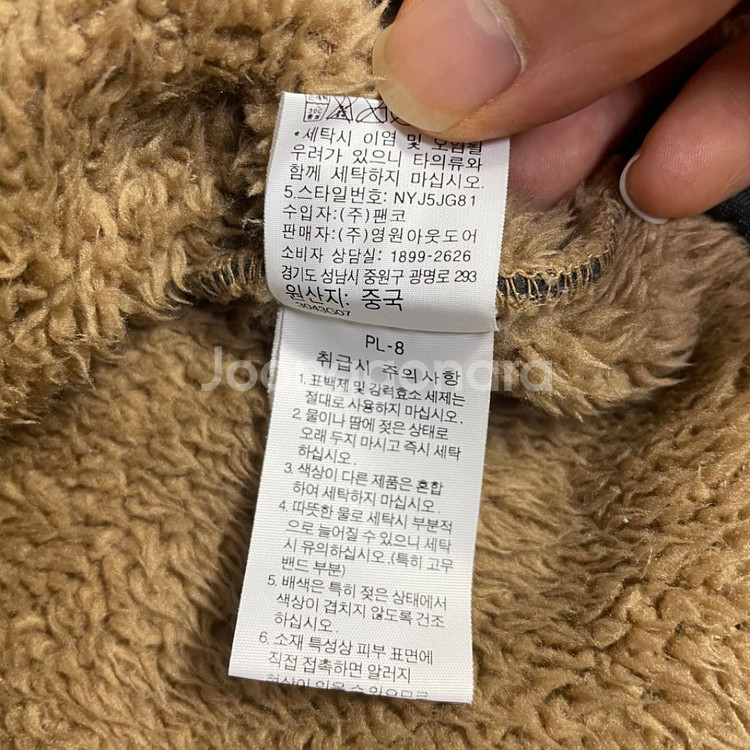 *세탁시 이염 및 오염될
우려가 있으니 타의류와
함께 세탁하지 마십시오.
5.스타일번호: NYJ5JG81
수입자:(주)팬코
판매자:(주)영원아웃도어
소비자 상담실: 1899-2626
경기도 성남시 중원구 광명로 293
원산지: 중국
3043G07
PL-8
취급시 주의사항
Joonggonara
1. 표백제 및 강력효소 세제는
절대로 사용하지 마십시오.
2. 물이나 땀에 젖은 상태로
오래 두지 마시고 즉시 세탁
하십시오.
3. 색상이 다른 제품은 혼합
하여 세탁하지 마십시오.
4. 따뜻한 물로 세탁시 부분적
으로 늘어질 수 있으니 세탁
시 유의하십시오.(특히 고무
밴드 부분)
5. 배색은 특히 젖은 상태에서
색상이 겹치지 않도록 건조
하십시오.
6. 소재 특성상 피부 표면에
직접 접촉하면 알러지
현상이 있을 수 있으므로